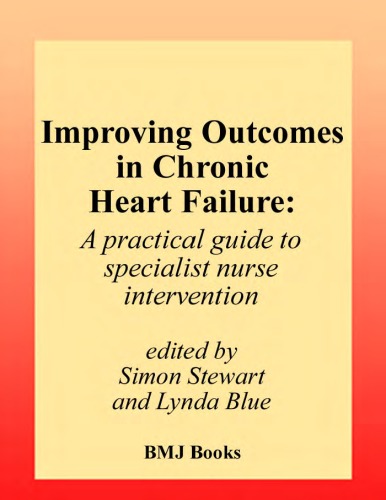 Improving Outcomes
in Chronic
Heart Failure:
A practical guide to
specialist nurse
intervention
edited by
Simon Stewart
and Lynda Blue
BMJ Books